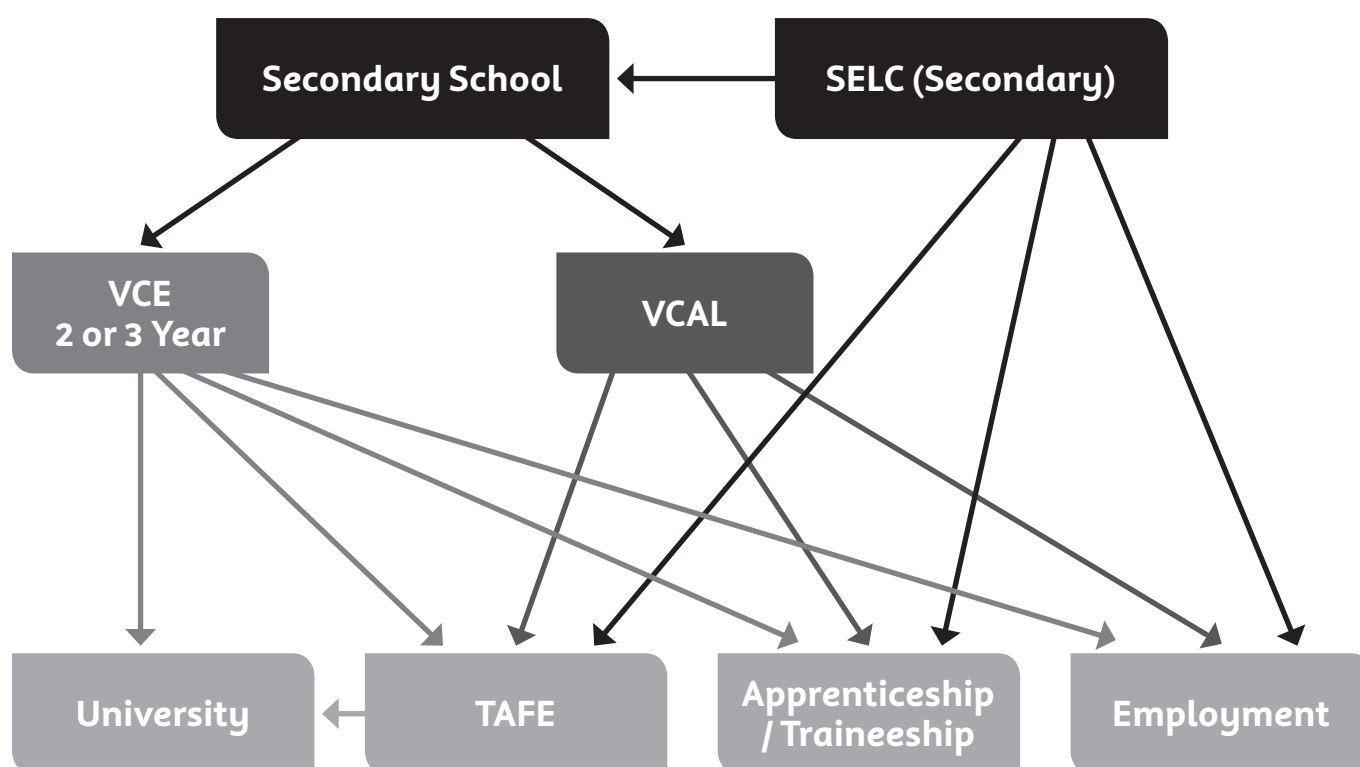 Secondary School
SELC (Secondary)
VCE
2 or 3 Year
VCAL
University
TAFE
Apprenticeship
/ Traineeship
Employment